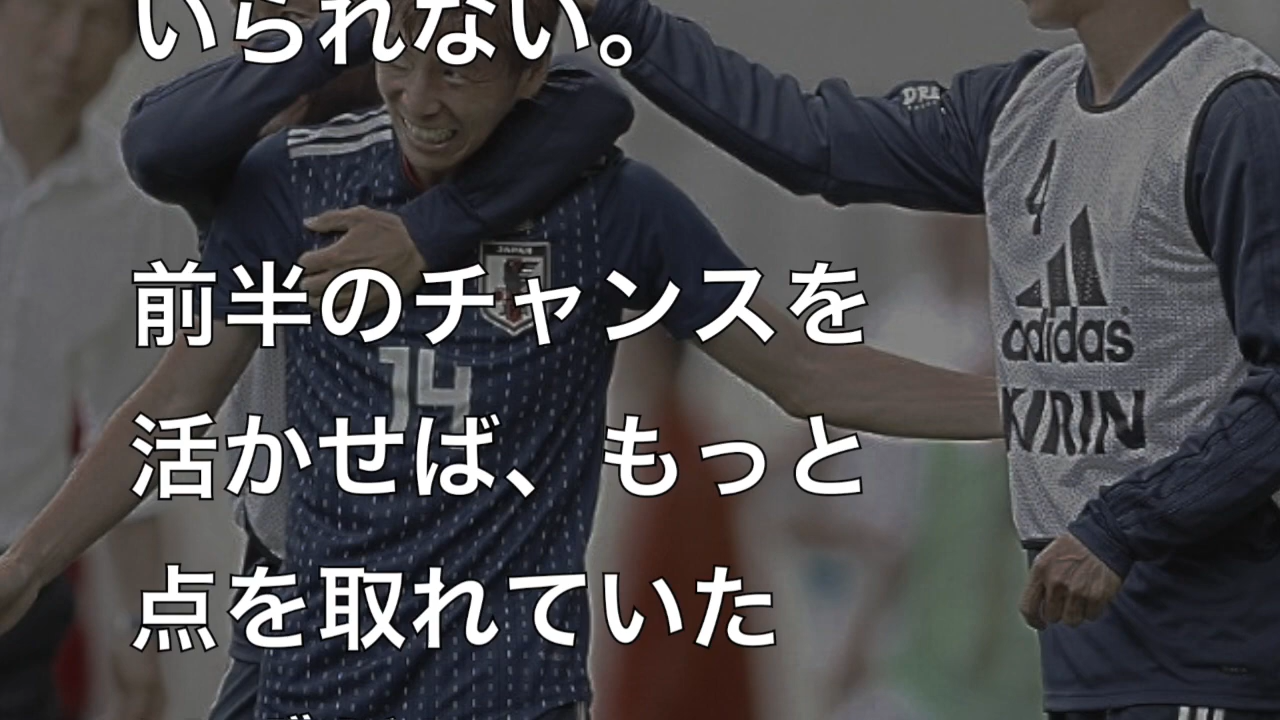 いられない。
前半のチャンスを
活かせば、もっと
点を取れていた
JAPAN
14
4
adidas
KIRIN